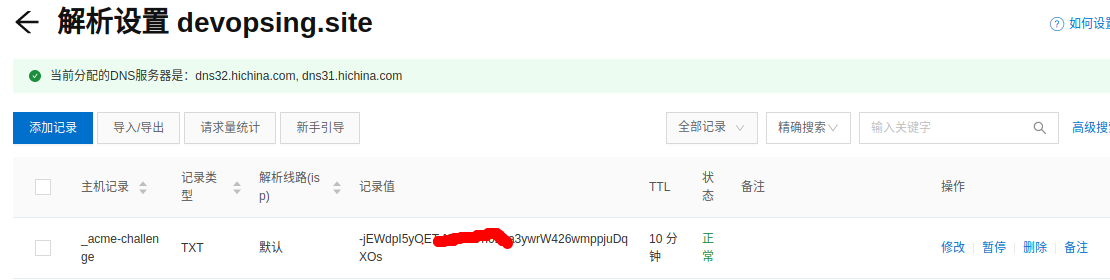 解析设置 devopsing.site
如何设置
当前分配的DNS服务器是：dns32.hichina.com, dns31.hichina.com
添加记录 导入/导出 请求量统计 新手引导 全部记录 精确搜索 输入关键字 高级搜
主机记录 记录类型 解析线路(isp) 记录值 TTL 状态 备注 操作
_acme-challenge TXT 默认 -jEWdpI5yQET 3ywrW426wmppjuDqXOs 10 分钟 正常 修改 暂停 删除 备注